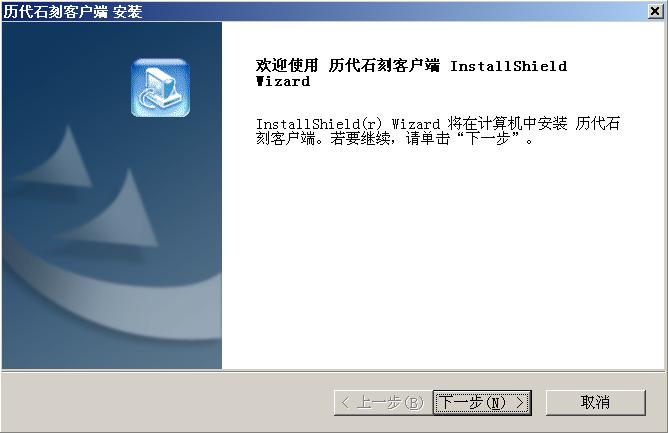 历代石刻客户端 安装
欢迎使用 历代石刻客户端 InstallShield
Wizard
InstallShield(r) Wizard 将在计算机中安装 历代石
刻客户端。若要继续，请单击“下一步”。
< 上一步(B)
下一步(N) >
取消